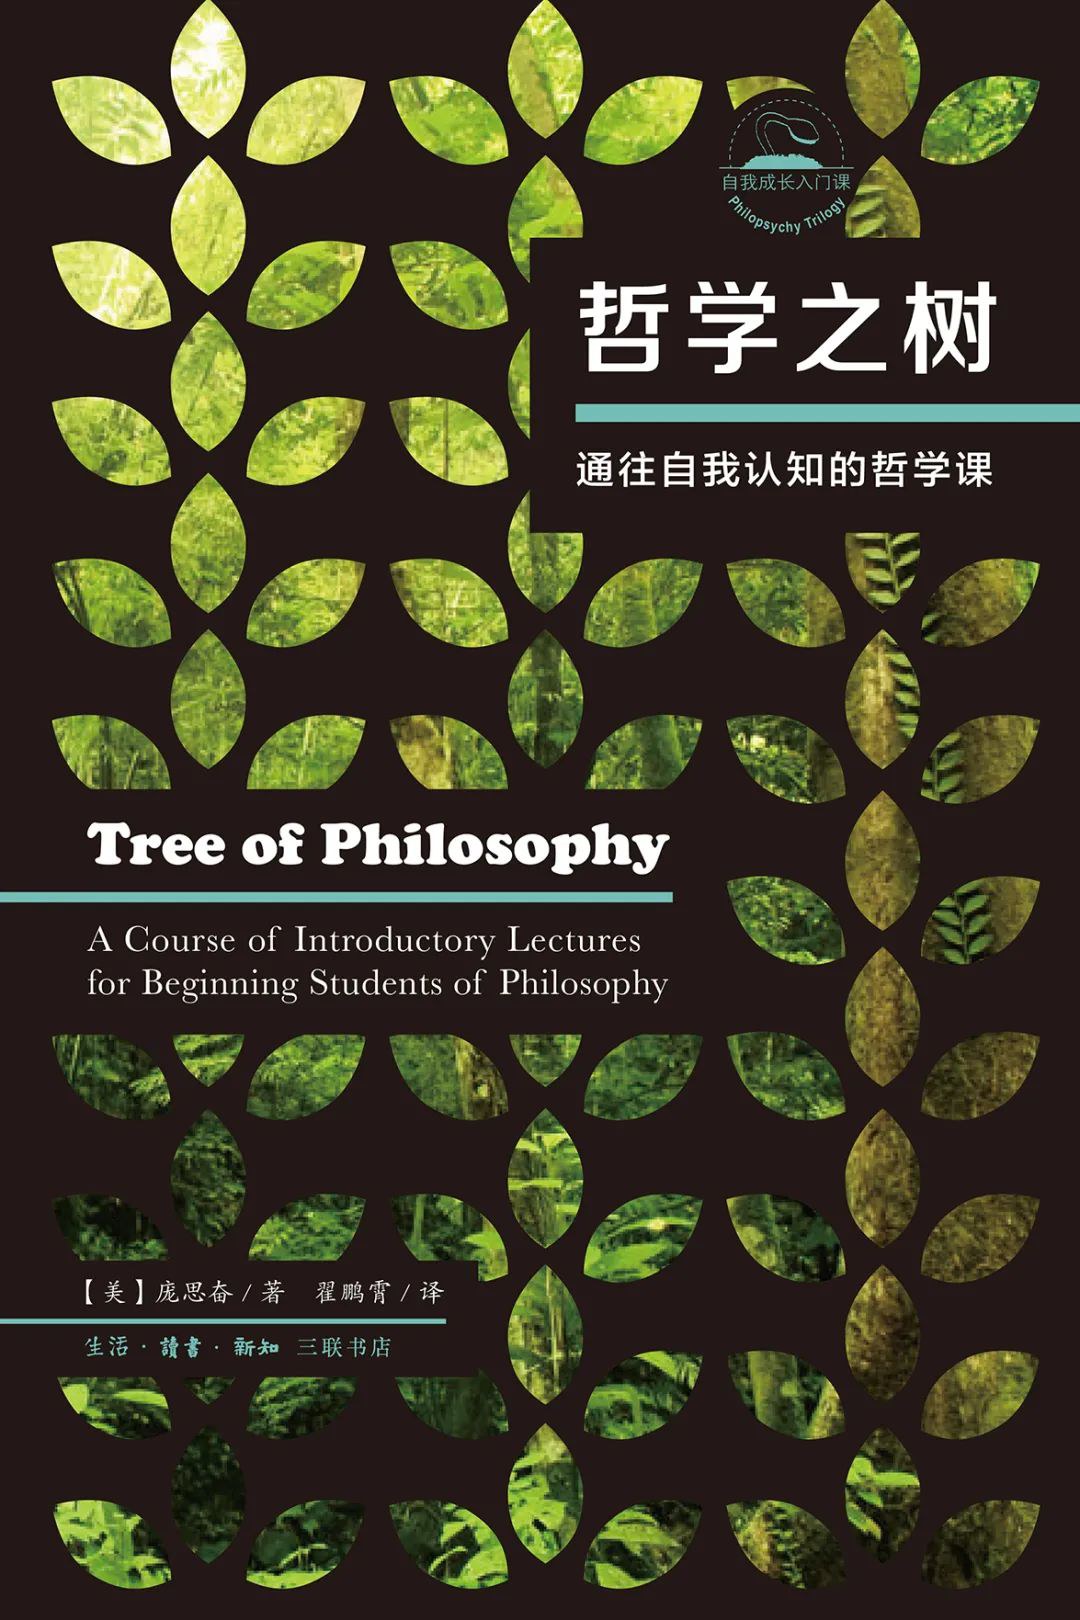 自我成长入门课
Philopsychy Trilogy
哲学之树
通往自我认知的哲学课
Tree of Philosophy
A Course of Introductory Lectures
for Beginning Students of Philosophy
【美】庞思奋/著 翟鹏霄/译
生活·讀書·新知 三联书店